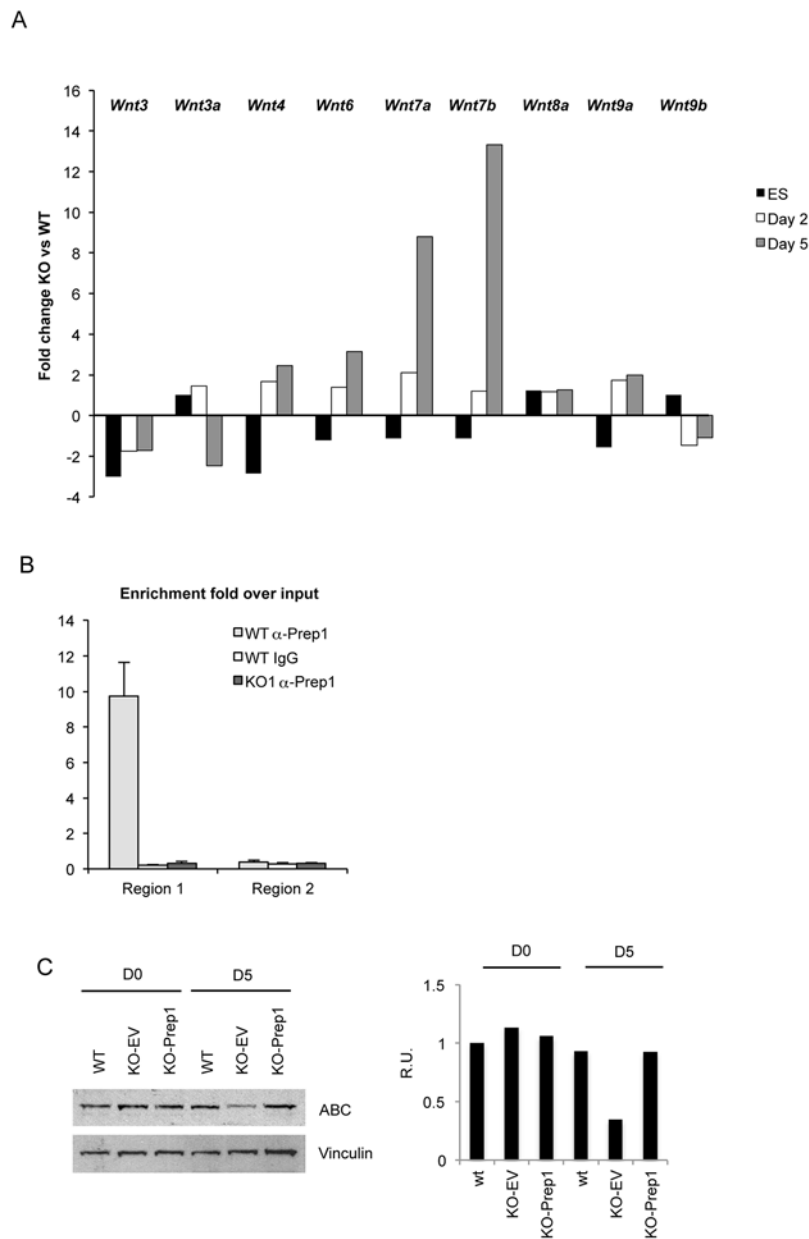 A
16
14
12
10
8
6
4
2
0
-2
-4
Fold change KO vs WT
Wnt3 Wnt3a Wnt4 Wnt6 Wnt7a Wnt7b Wnt8a Wnt9a Wnt9b
ES
Day 2
Day 5
B
Enrichment fold over input
14
12
10
8
6
4
2
0
WT α-Prep1
WT IgG
KO1 α-Prep1
Region 1 Region 2
C
D0 D5
WT KO-EV KO-Prep1 WT KO-EV KO-Prep1
ABC
Vinculin
D0 D5
1.5
1
0.5
0
R.U.
wt KO-EV KO-Prep1 wt KO-EV KO-Prep1